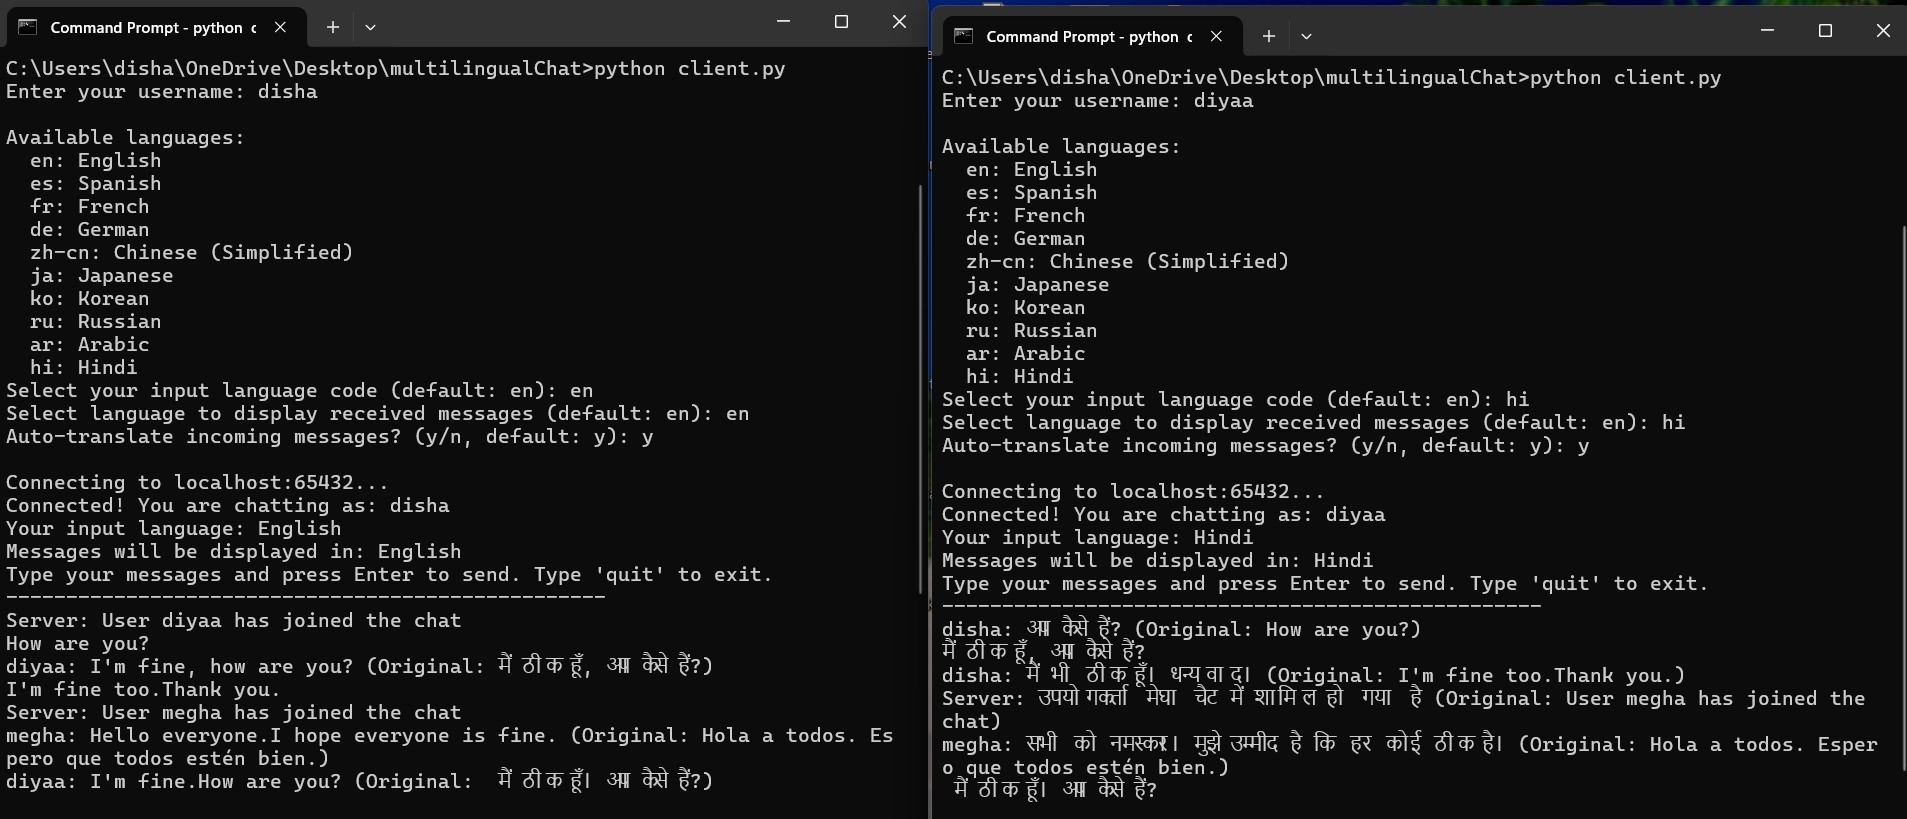 Command Prompt - python c
C:\Users\disha\OneDrive\Desktop\multilingualChat>python client.py
Enter your username: disha
Available languages:
en: English
es: Spanish
fr: French
de: German
zh-cn: Chinese (Simplified)
ja: Japanese
ko: Korean
ru: Russian
ar: Arabic
hi: Hindi
Select your input language code (default: en): en
Select language to display received messages (default: en): en
Auto-translate incoming messages? (y/n, default: y): y
Connecting to localhost:65432...
Connected! You are chatting as: disha
Your input language: English
Messages will be displayed in: English
Type your messages and press Enter to send. Type 'quit' to exit.
--------------------------------------------------
Server: User diyaa has joined the chat
How are you?
diyaa: I'm fine, how are you? (Original: मैं ठीक हूँ, आप कैसे हैं?)
I'm fine too.Thank you.
Server: User megha has joined the chat
megha: Hello everyone.I hope everyone is fine. (Original: Hola a todos. Es
pero que todos estén bien.)
diyaa: I'm fine.How are you? (Original:  मैं ठीक हूँ। आप कैसे हैं?)
Command Prompt - python c
C:\Users\disha\OneDrive\Desktop\multilingualChat>python client.py
Enter your username: diyaa
Available languages:
en: English
es: Spanish
fr: French
de: German
zh-cn: Chinese (Simplified)
ja: Japanese
ko: Korean
ru: Russian
ar: Arabic
hi: Hindi
Select your input language code (default: en): hi
Select language to display received messages (default: en): hi
Auto-translate incoming messages? (y/n, default: y): y
Connecting to localhost:65432...
Connected! You are chatting as: diyaa
Your input language: Hindi
Messages will be displayed in: Hindi
Type your messages and press Enter to send. Type 'quit' to exit.
--------------------------------------------------
disha: आप कैसे हैं? (Original: How are you?)
मैं ठीक हूँ, आप कैसे हैं?
disha: मैं भी ठीक हूँ। धन्यवाद। (Original: I'm fine too.Thank you.)
Server: उपयोगकर्ता मेघा चैट में शामिल हो गया है (Original: User megha has joined the
chat)
megha: सभी को नमस्कार। मुझे उम्मीद है कि हर कोई ठीक है। (Original: Hola a todos. Esper
o que todos estén bien.)
मैं ठीक हूँ। आप कैसे हैं?